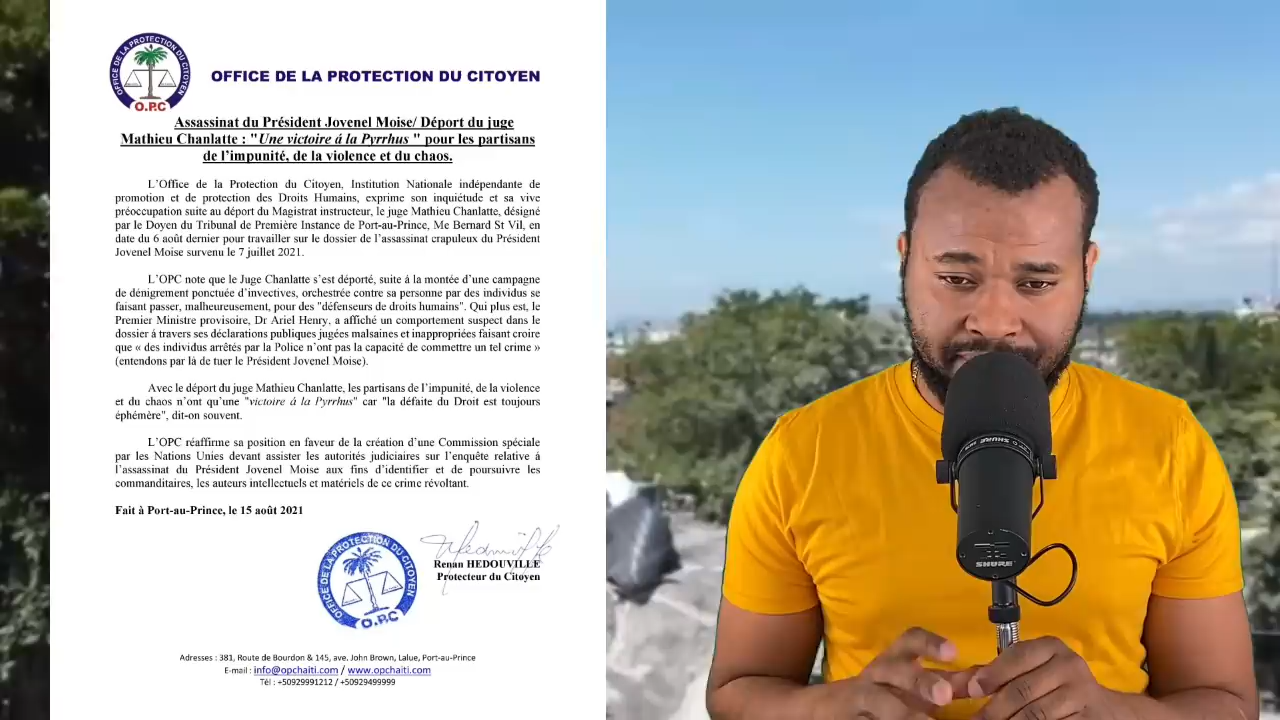 OFFICE DE LA PROTECTION DU CITOYEN
O.P.C
OFFICE DE LA PROTECTION DU CITOYEN
Assassinat du Président Jovenel Moise/ Déport du juge
Mathieu Chanlatte : "Une victoire á la Pyrrhus " pour les partisans
de l'impunité, de la violence et du chaos.
L'Office de la Protection du Citoyen, Institution Nationale indépendante de
promotion et de protection des Droits Humains, exprime son inquiétude et sa vive
préoccupation suite au déport du Magistrat instructeur, le juge Mathieu Chanlatte, désigné
par le Doyen du Tribunal de Première Instance de Port-au-Prince, Me Bernard St Vil, en
date du 6 août dernier pour travailler sur le dossier de l'assassinat crapuleux du Président
Jovenel Moise survenu le 7 juillet 2021.
L'OPC note que le Juge Chanlatte s'est déporté, suite á la montée d'une campagne
de dénigrement ponctuée d'invectives, orchestrée contre sa personne par des individus se
faisant passer, malheureusement, pour des "défenseurs de droits humains". Qui plus est, le
Premier Ministre provisoire, Dr Ariel Henry, a affiché un comportement suspect dans le
dossier á travers ses déclarations publiques jugées malsaines et inappropriées faisant croire
que « des individus arrêtés par la Police n'ont pas la capacité de commettre un tel crime »
(entendons par lá de tuer le Président Jovenel Moise).
Avec le déport du juge Mathieu Chanlatte, les partisans de l'impunité, de la violence
et du chaos n'ont qu'une "victoire á la Pyrrhus" car "la défaite du Droit est toujours
éphémère", dit-on souvent.
L'OPC réaffirme sa position en faveur de la création d'une Commission spéciale
par les Nations Unies devant assister les autorités judiciaires sur l'enquête relative á
l'assassinat du Président Jovenel Moise aux fins d'identifier et de poursuivre les
commanditaires, les auteurs intellectuels et matériels de ce crime révoltant.
Fait à Port-au-Prince, le 15 août 2021
OFFICE DE LA PROTECTION DU CITOYEN
O.P.C
Renan HEDOUVILLE
Protecteur du Citoyen
Adresses : 381, Route de Bourdon & 145, ave. John Brown, Lalue, Port-au-Prince
E-mail : info@opchaiti.com / www.opchaiti.com
Tél : +50929991212 / +50929499999
SHURE
SHURE